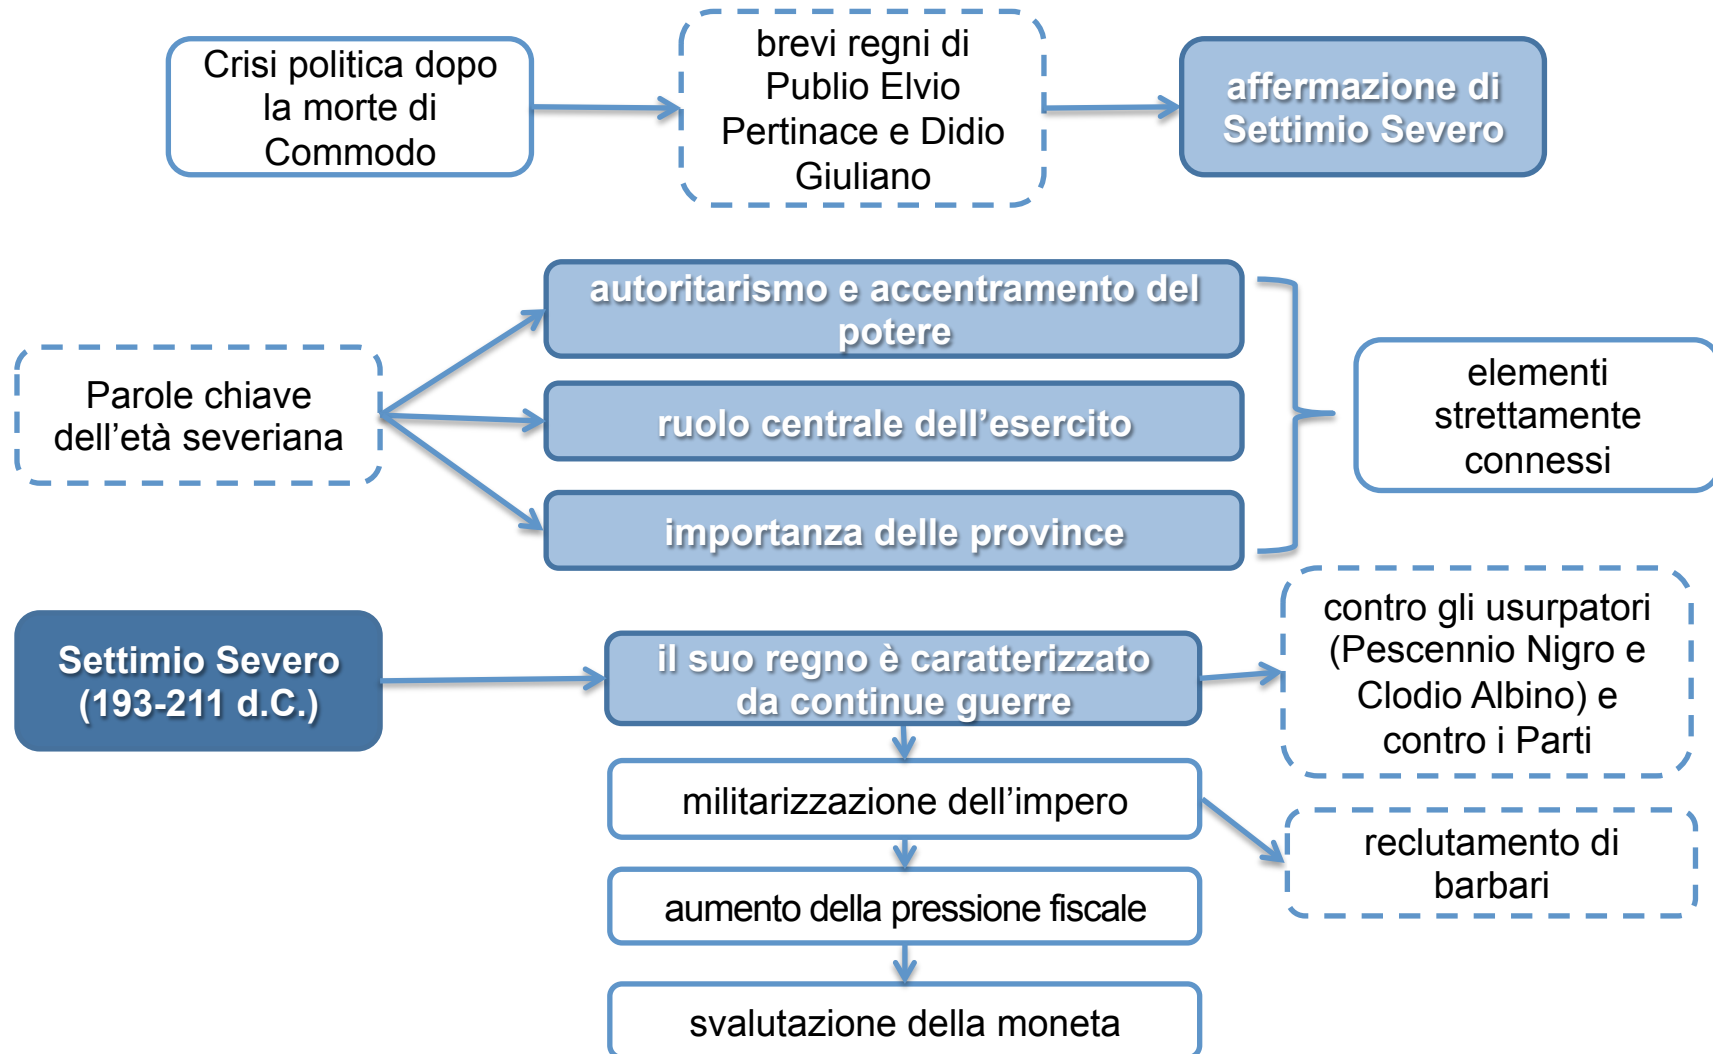 Crisi politica dopo
la morte di
Commodo
brevi regni di
Publio Elvio
Pertinace e Didio
Giuliano
affermazione di
Settimio Severo
Parole chiave
dell’età severiana
autoritarismo e accentramento del
potere
ruolo centrale dell’esercito
importanza delle province
elementi
strettamente
connessi
Settimio Severo
(193-211 d.C.)
il suo regno è caratterizzato
da continue guerre
contro gli usurpatori
(Pescennio Nigro e
Clodio Albino) e
contro i Parti
militarizzazione dell’impero
reclutamento di
barbari
aumento della pressione fiscale
svalutazione della moneta